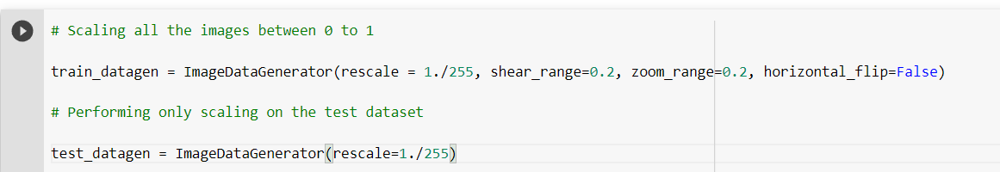 # Scaling all the images between 0 to 1
train_datagen = ImageDataGenerator(rescale = 1./255, shear_range=0.2, zoom_range=0.2, horizontal_flip=False)
# Performing only scaling on the test dataset
test_datagen = ImageDataGenerator(rescale=1./255)